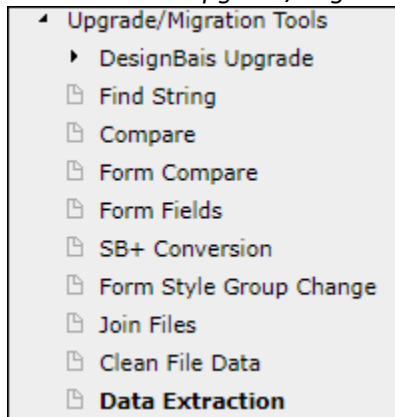 Upgrade/Migration Tools
DesignBais Upgrade
Find String
Compare
Form Compare
Form Fields
SB+ Conversion
Form Style Group Change
Join Files
Clean File Data
Data Extraction